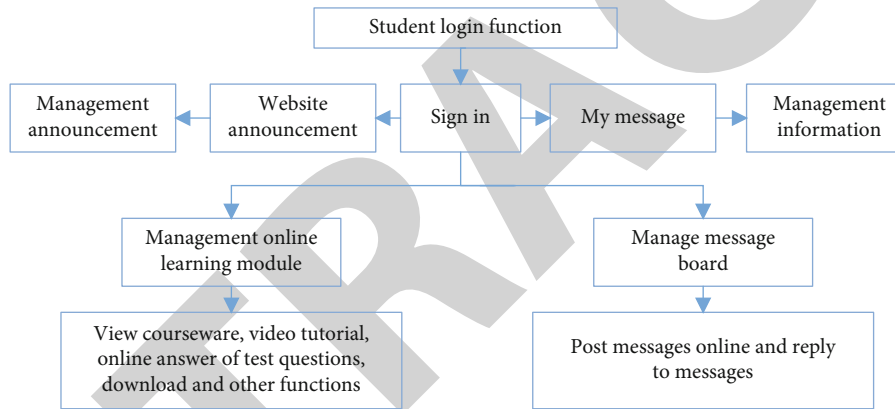 Student login function
Management
announcement
Website
announcement
Sign in
My message
Management
information
Management online
learning module
Manage message
board
View courseware, video tutorial,
online answer of test questions,
download and other functions
Post messages online and reply
to messages
TRAC